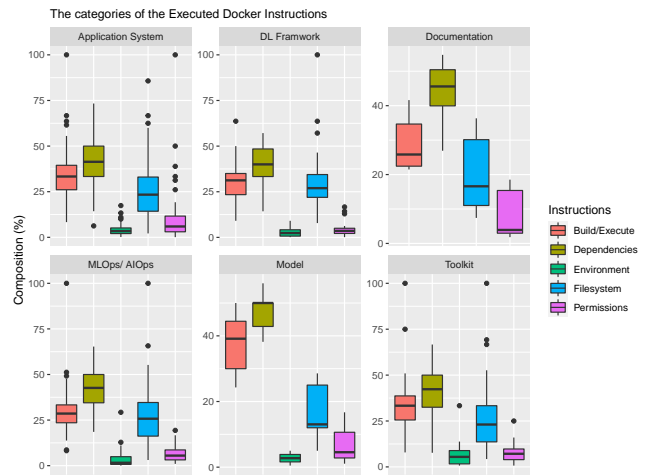 The categories of the Executed Docker Instructions
Application System
DL Framwork
Documentation
100
75
50
25
0
100
75
50
25
0
40
20
0
MLOps/ AIOps
Model
Toolkit
100
75
50
25
0
40
20
0
100
75
50
25
0
Composition (%)
Instructions
Build/Execute
Dependencies
Environment
Filesystem
Permissions